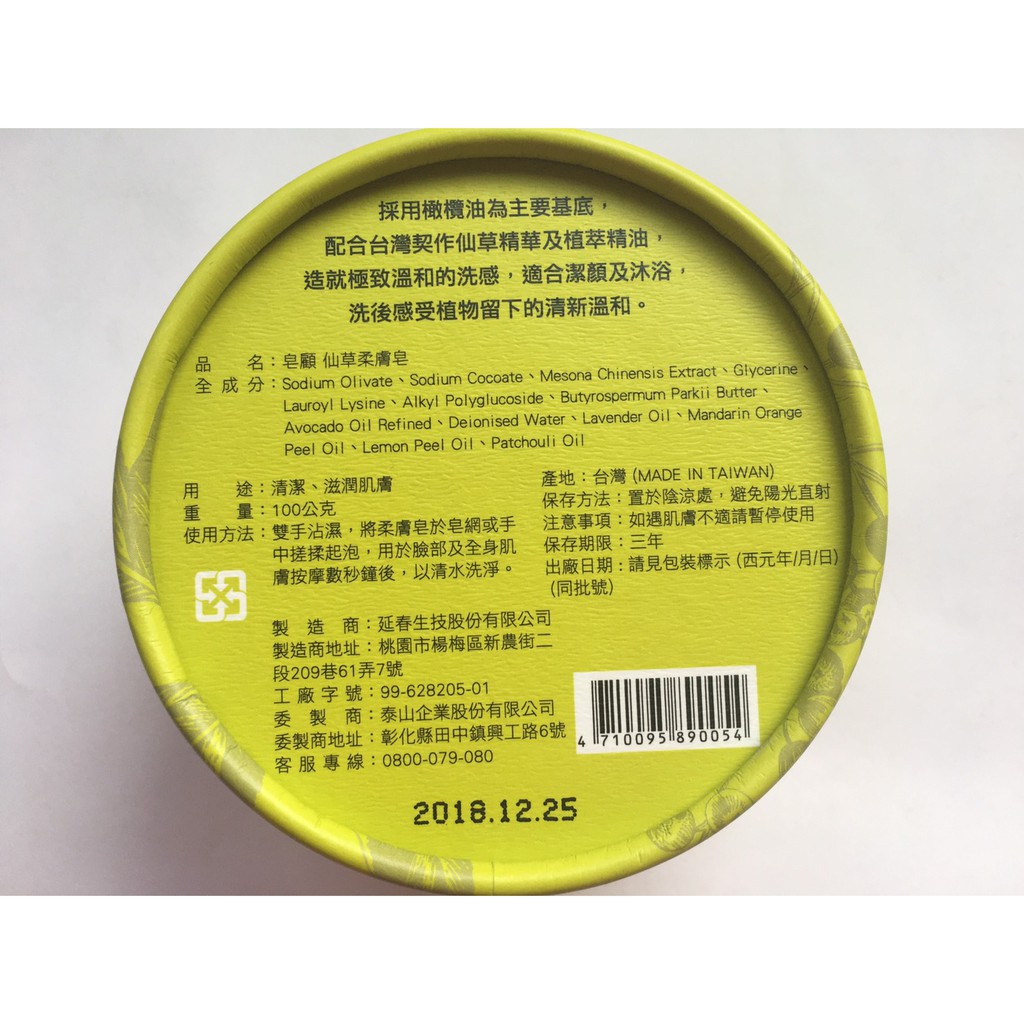 採用橄欖油為主要基底，
配合台灣契作仙草精華及植萃精油，
造就極致溫和的洗感，適合潔顏及沐浴，
洗後感受植物留下的清新溫和。
品名：皂顧 仙草柔膚皂
全成分：Sodium Olivate、Sodium Cocoate、Mesona Chinensis Extract、Glycerine、
Lauroyl Lysine、Alkyl Polyglucoside、Butyrospermum Parkii Butter、
Avocado Oil Refined、Deionised Water、Lavender Oil、Mandarin Orange
Peel Oil、Lemon Peel Oil、Patchouli Oil
用途：清潔、滋潤肌膚
重量：100公克
使用方法：雙手沾濕，將柔膚皂於皂網或手
中搓揉起泡，用於臉部及全身肌
膚按摩數秒鐘後，以清水洗淨。
產地：台灣 (MADE IN TAIWAN)
保存方法：置於陰涼處，避免陽光直射
注意事項：如遇肌膚不適請暫停使用
保存期限：三年
出廠日期：請見包裝標示 (西元年/月/日)
(同批號)
製造商：延春生技股份有限公司
製造商地址：桃園市楊梅區新農街二
段209巷61弄7號
工廠字號：99-628205-01
委製商：泰山企業股份有限公司
委製商地址：彰化縣田中鎮興工路6號
客服專線：0800-079-080
4 710095 890054
2018.12.25